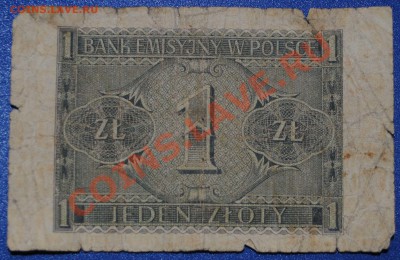 COINS.LAVE.RU
1 BANK EMISYJNY W POLSCE 1
ZŁ 1 ZŁ
COINS.LAVE.RU
1 JEDEN ZŁOTY 1